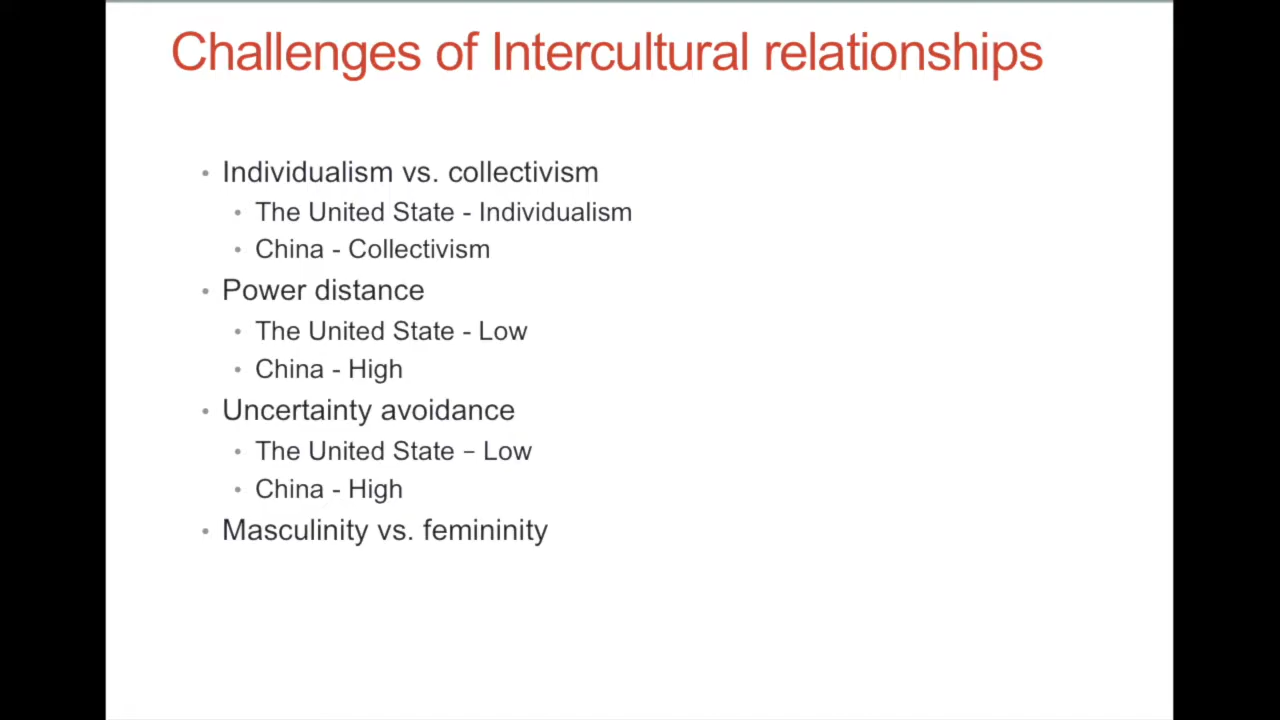 Challenges of Intercultural relationships
• Individualism vs. collectivism
• The United State - Individualism
• China - Collectivism
• Power distance
• The United State - Low
• China - High
• Uncertainty avoidance
• The United State – Low
• China - High
• Masculinity vs. femininity